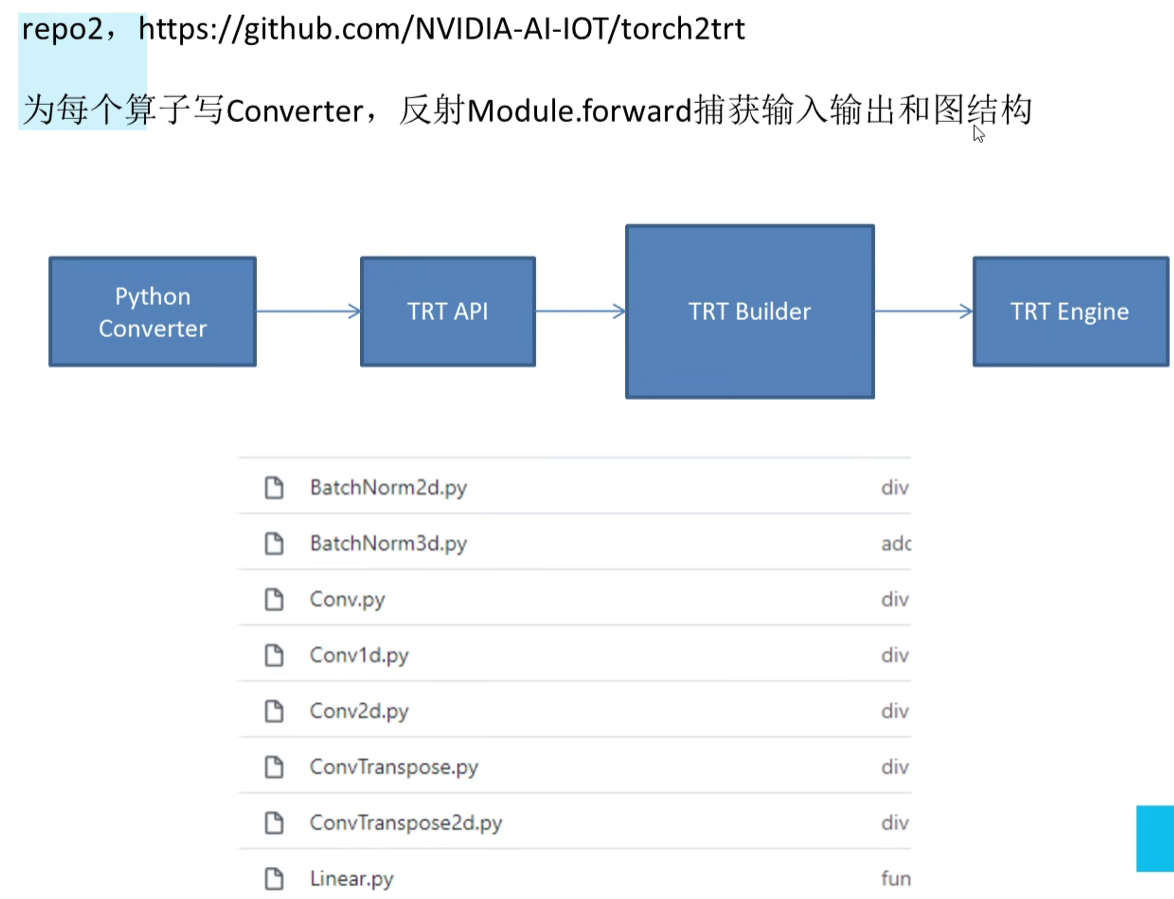 repo2，https://github.com/NVIDIA-AI-IOT/torch2trt
为每个算子写Converter，反射Module.forward捕获输入输出和图结构
Python
Converter
TRT API
TRT Builder
TRT Engine
BatchNorm2d.py div
BatchNorm3d.py adc
Conv.py div
Conv1d.py div
Conv2d.py div
ConvTranspose.py div
ConvTranspose2d.py div
Linear.py fun